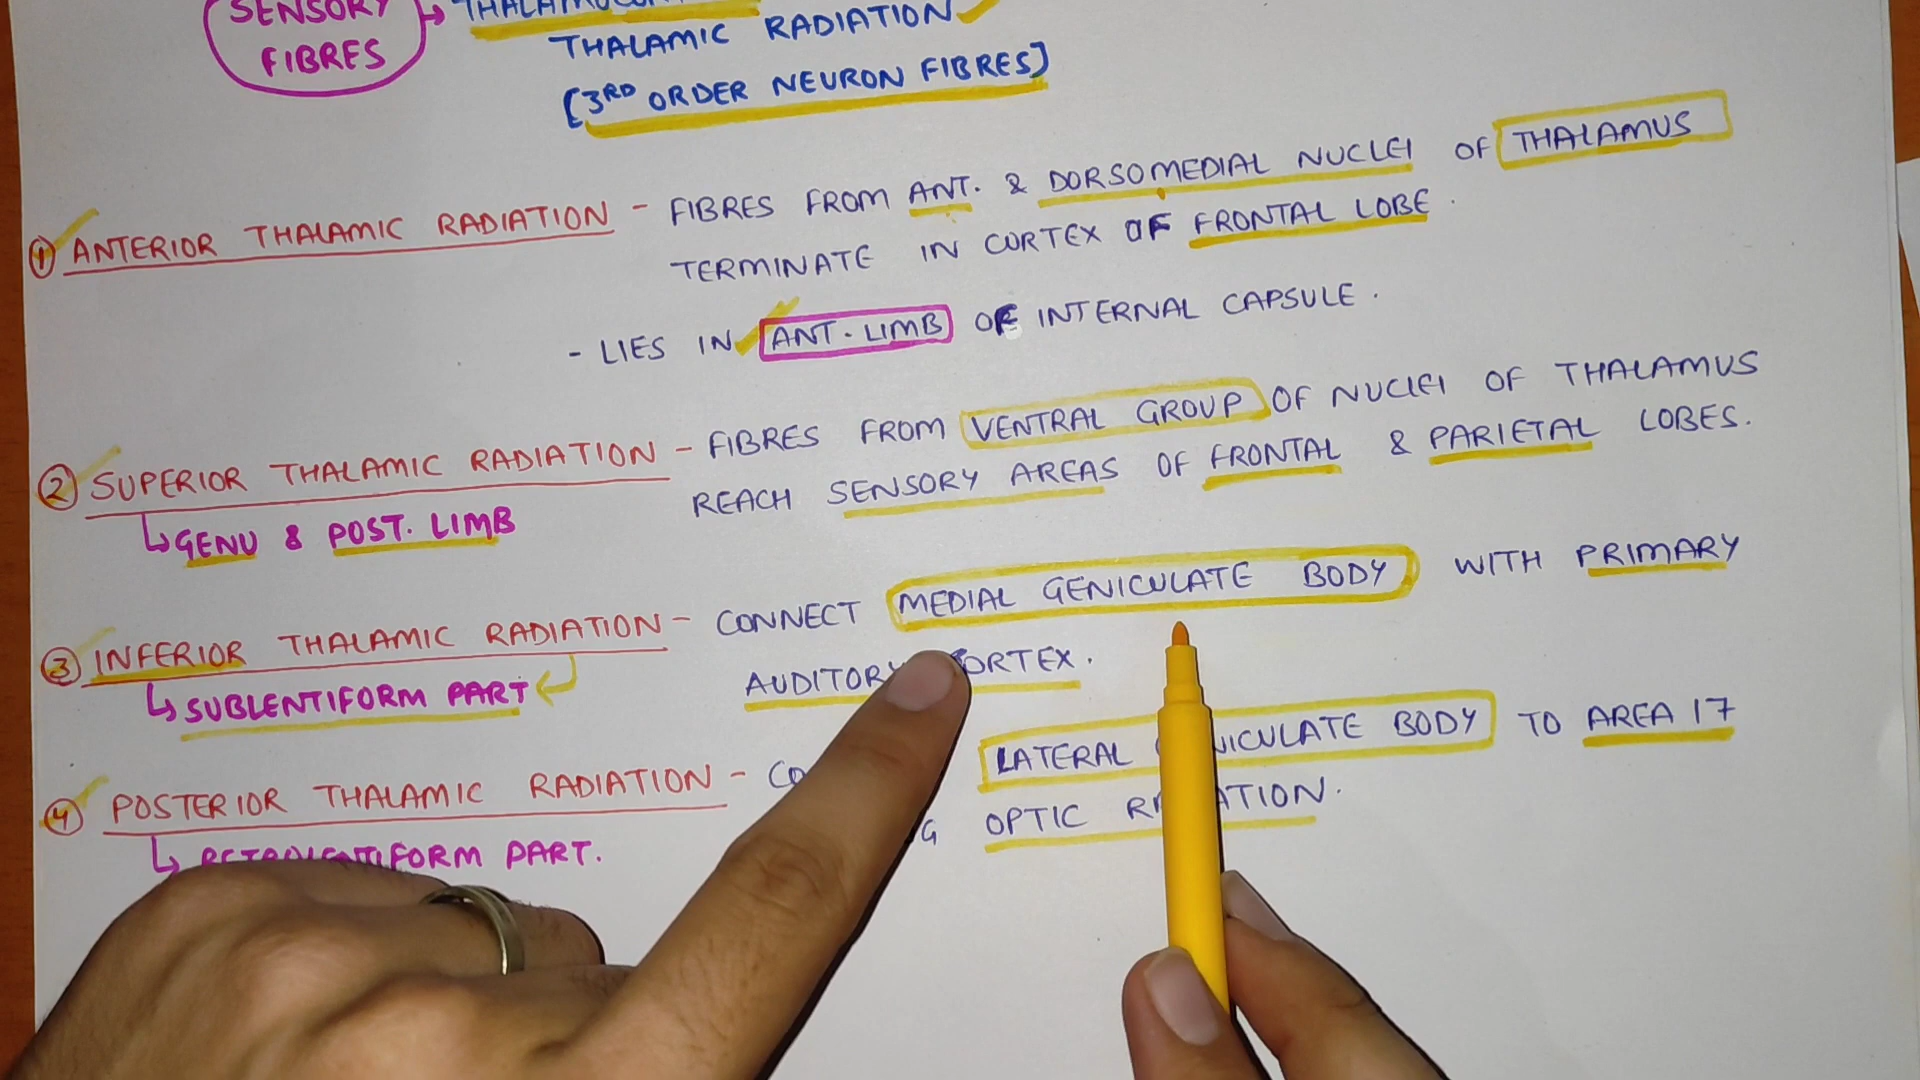 SENSORY
FIBRES
THALAMIC RADIATION
[3RD ORDER NEURON FIBRES]
① ANTERIOR THALAMIC RADIATION - FIBRES FROM ANT. & DORSOMEDIAL NUCLEI OF THALAMUS
TERMINATE IN CORTEX OF FRONTAL LOBE.
- LIES IN ANT. LIMB OF INTERNAL CAPSULE.
② SUPERIOR THALAMIC RADIATION - FIBRES FROM VENTRAL GROUP OF NUCLEI OF THALAMUS
↳ GENU & POST. LIMB
REACH SENSORY AREAS OF FRONTAL & PARIETAL LOBES.
③ INFERIOR THALAMIC RADIATION - CONNECT MEDIAL GENICULATE BODY WITH PRIMARY
↳ SUBLENTIFORM PART
AUDITORY CORTEX.
④ POSTERIOR THALAMIC RADIATION - LATERAL GENICULATE BODY TO AREA 17
↳ RETROLENTIFORM PART.
OPTIC RADIATION.